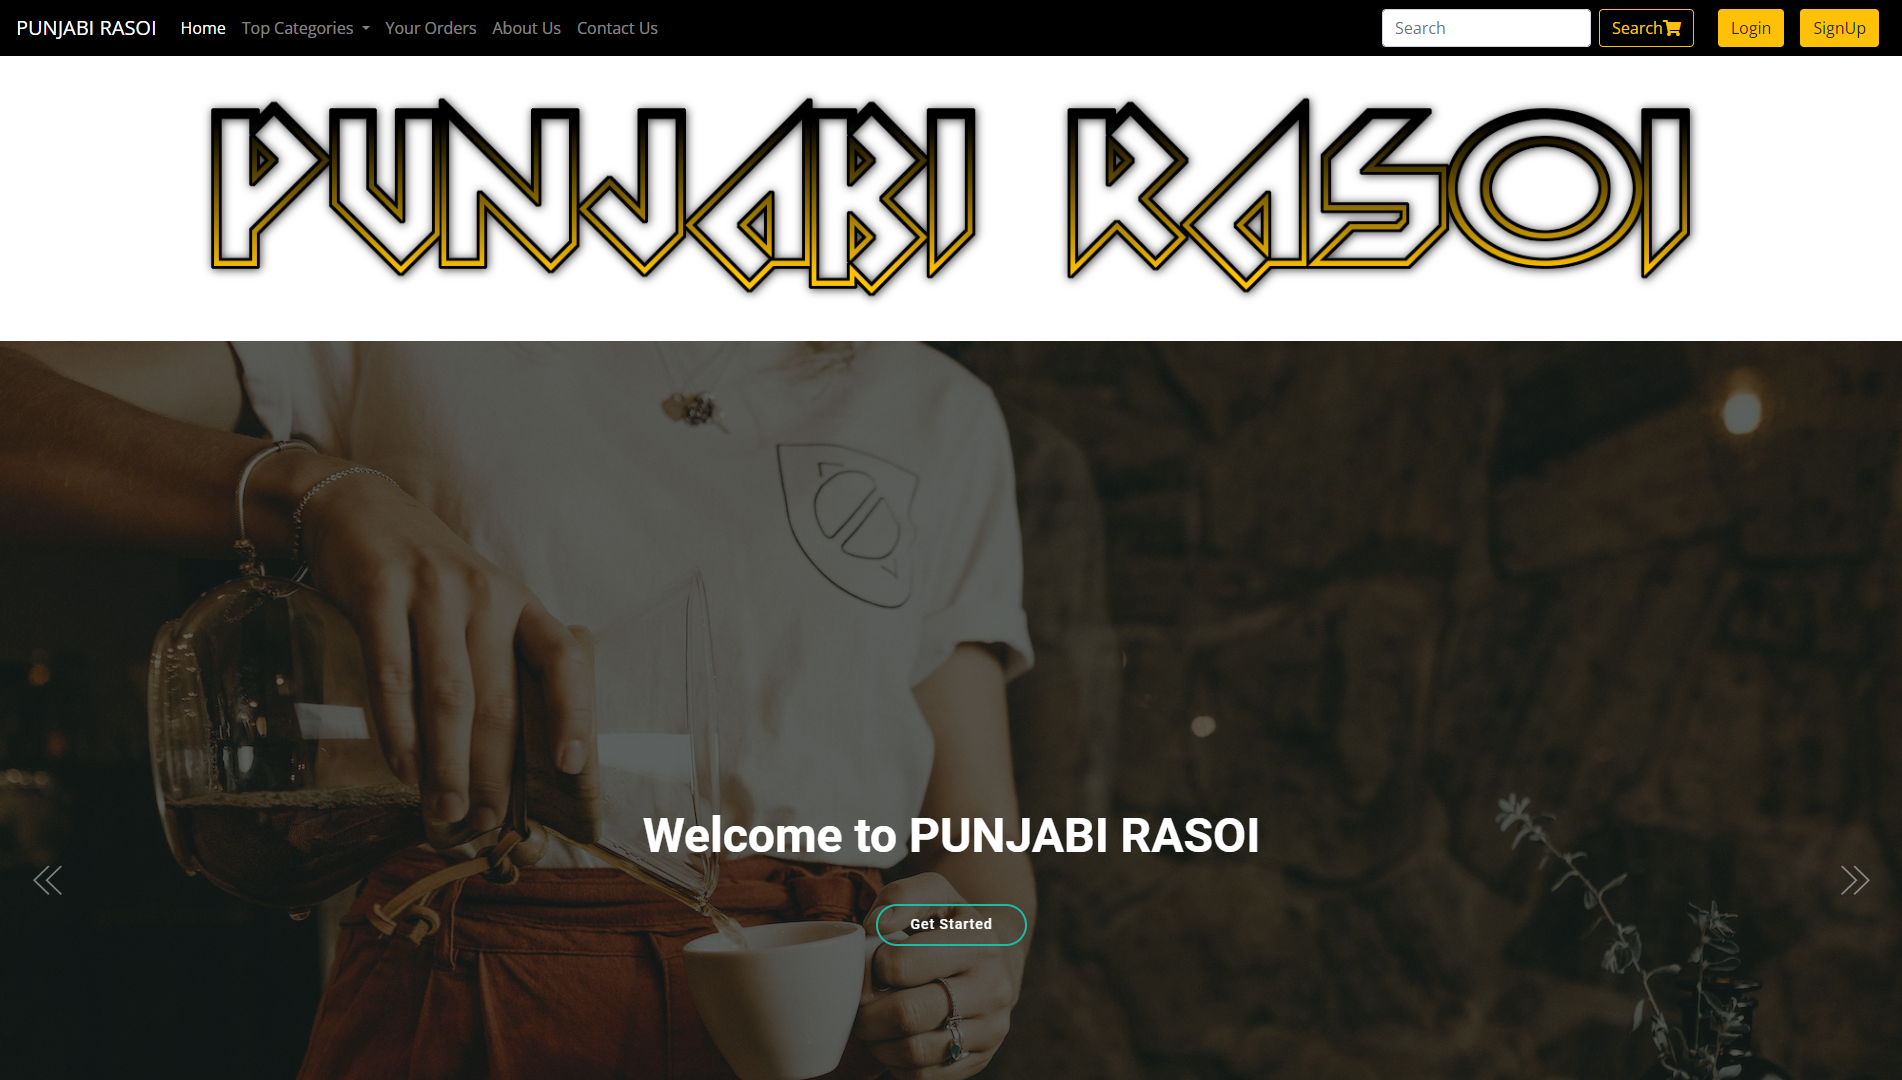 PUNJABI RASOI Home Top Categories Your Orders About Us Contact Us Search Search Login SignUp
PUNJABI RASOI
Welcome to PUNJABI RASOI
Get Started